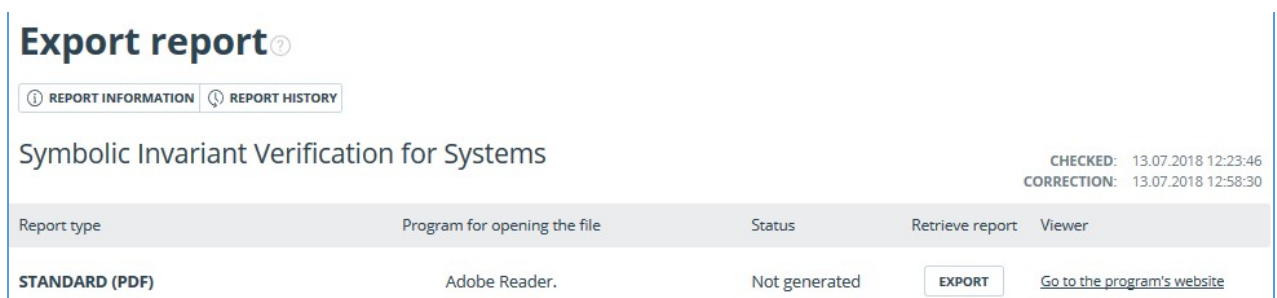 Export report ?
REPORT INFORMATION REPORT HISTORY
Symbolic Invariant Verification for Systems
CHECKED: 13.07.2018 12:23:46
CORRECTION: 13.07.2018 12:58:30
Report type Program for opening the file Status Retrieve report Viewer
STANDARD (PDF) Adobe Reader. Not generated EXPORT Go to the program's website